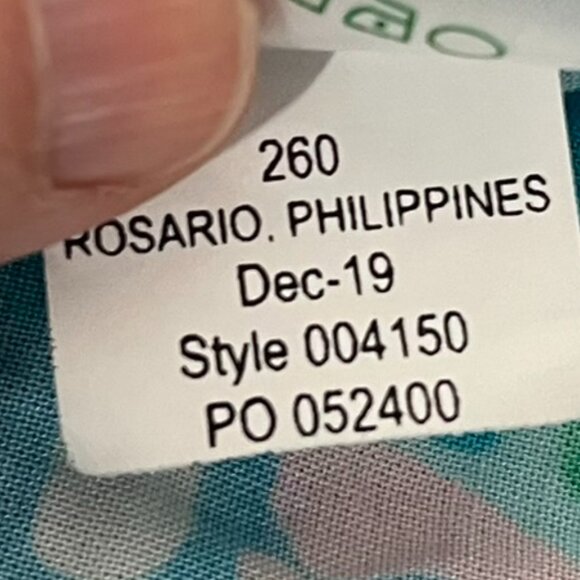 260
ROSARIO, PHILIPPINES
Dec-19
Style 004150
PO 052400